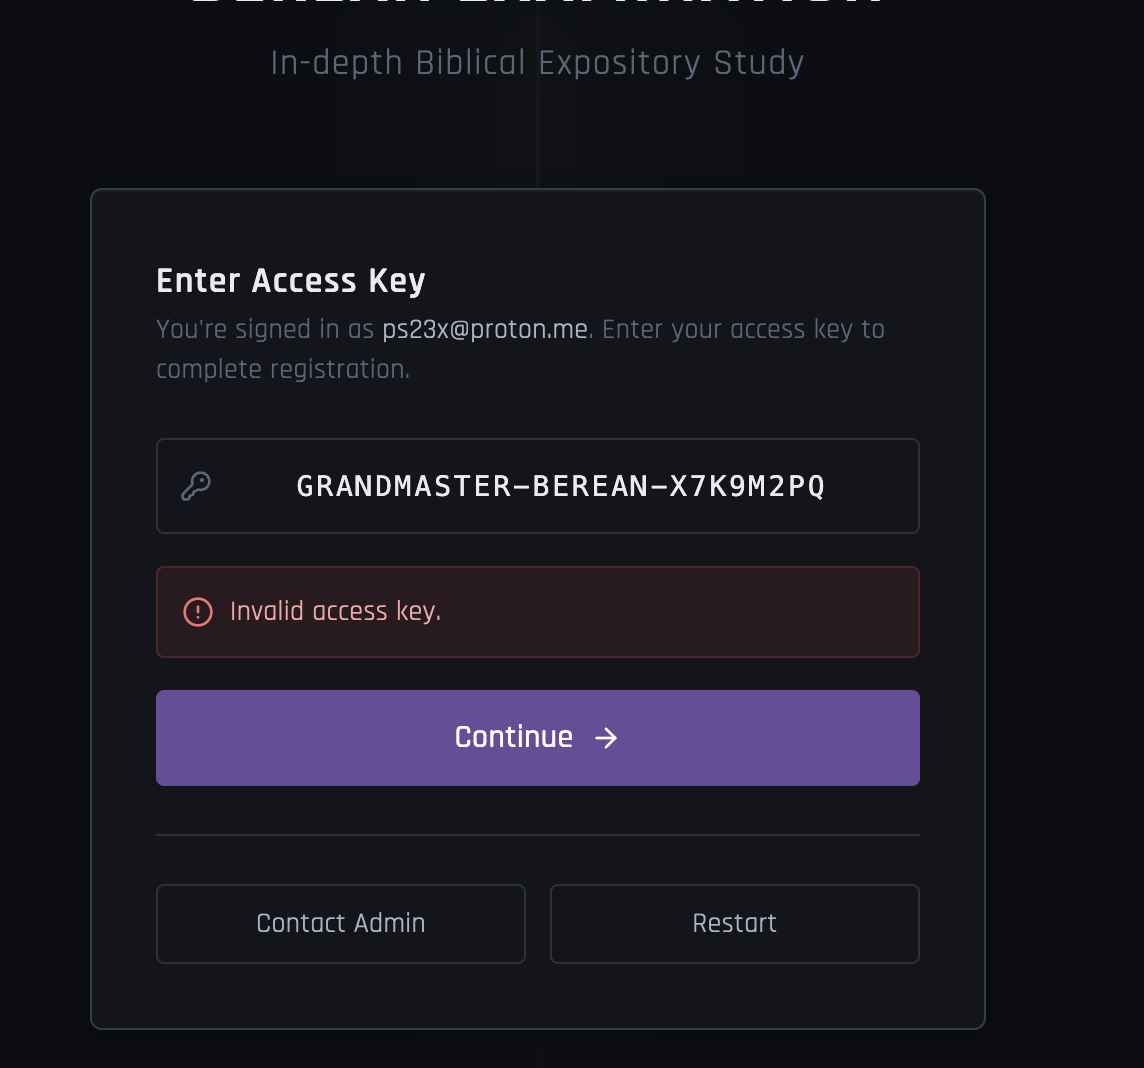 In-depth Biblical Expository Study
Enter Access Key
You're signed in as ps23x@proton.me. Enter your access key to
complete registration.
GRANDMASTER-BEREAN-X7K9M2PQ
Invalid access key.
Continue →
Contact Admin
Restart